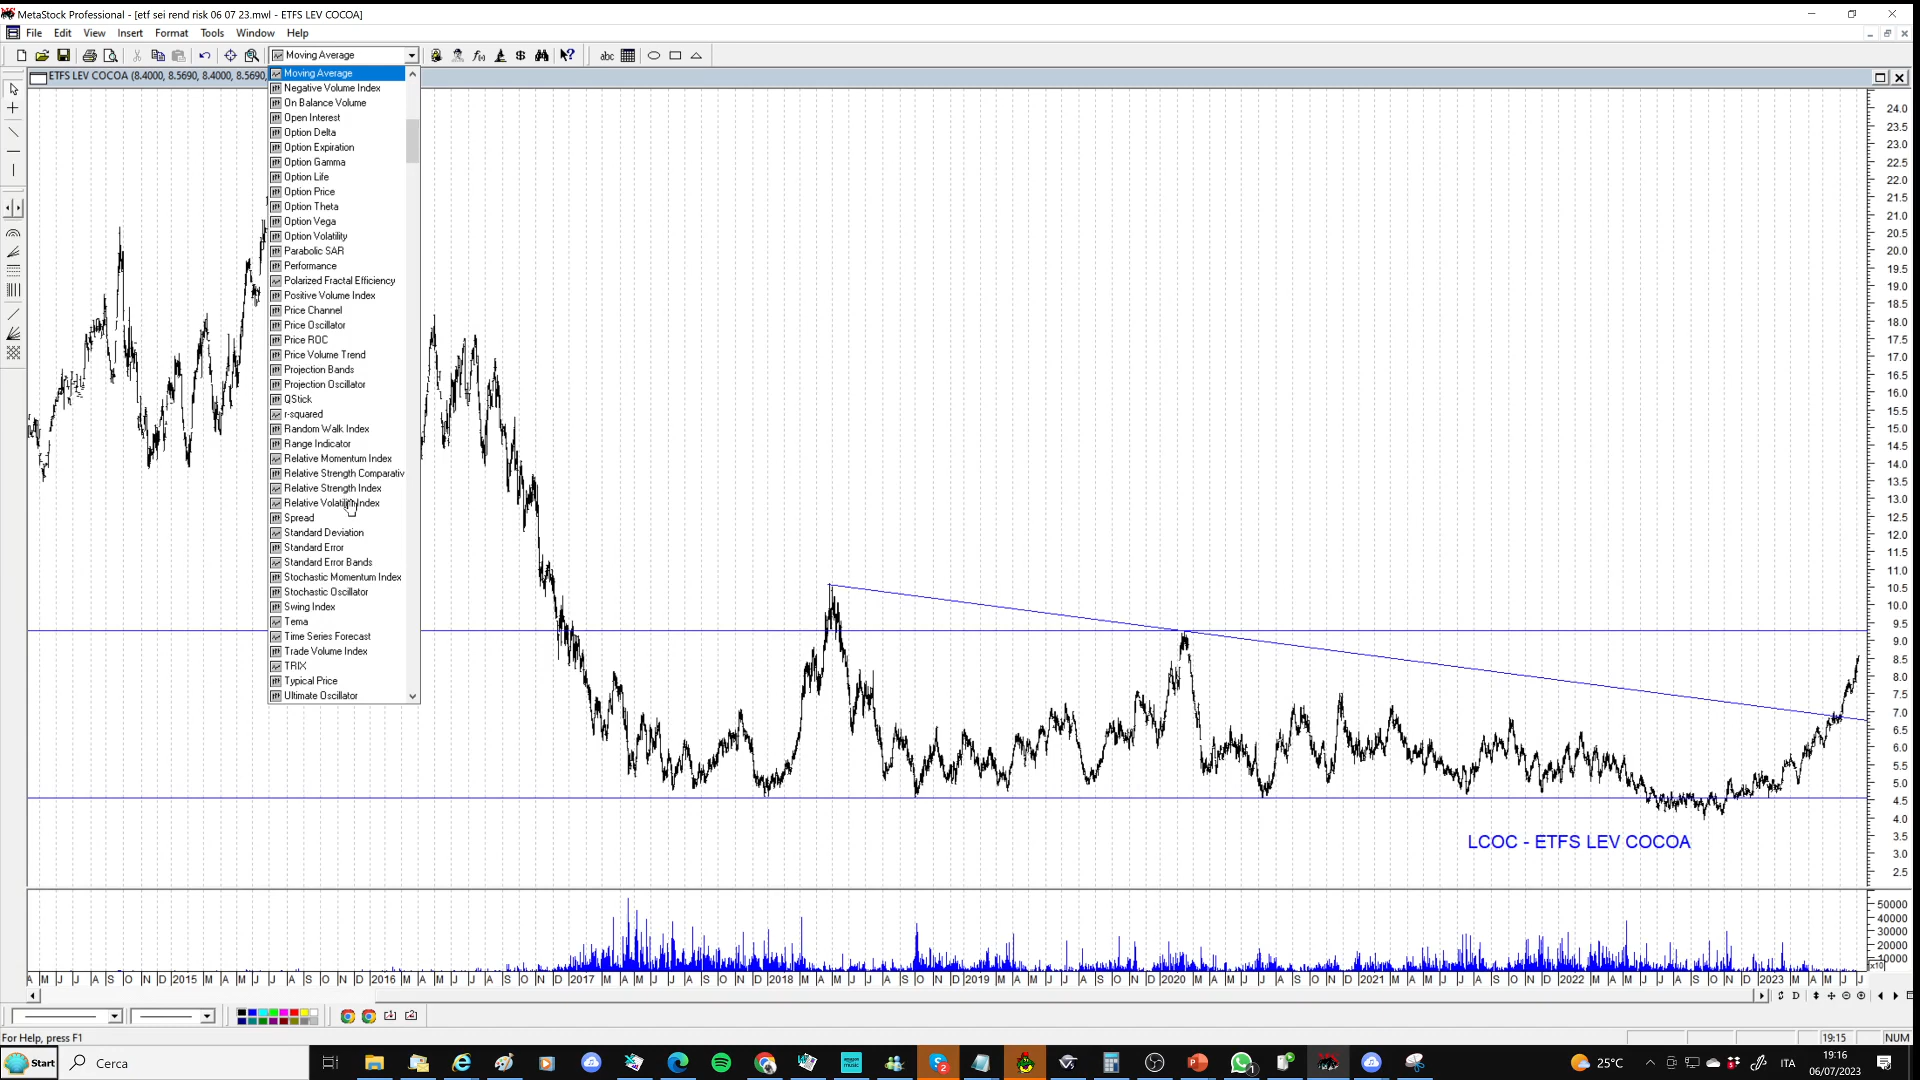 MetaStock Professional - [etf sei rend risk 06 07 23.mwl - ETFS LEV COCOA]
File Edit View Insert Format Tools Window Help
Moving Average
abc
ETFS LEV COCOA (8.4000, 8.5690, 8.4000, 8.5690,
Moving Average
Negative Volume Index
On Balance Volume
Open Interest
Option Delta
Option Expiration
Option Gamma
Option Life
Option Price
Option Theta
Option Vega
Option Volatility
Parabolic SAR
Performance
Polarized Fractal Efficiency
Positive Volume Index
Price Channel
Price Oscillator
Price ROC
Price Volume Trend
Projection Bands
Projection Oscillator
QStick
r-squared
Random Walk Index
Range Indicator
Relative Momentum Index
Relative Strength Comparativ
Relative Strength Index
Relative Volatility Index
Spread
Standard Deviation
Standard Error
Standard Error Bands
Stochastic Momentum Index
Stochastic Oscillator
Swing Index
Tema
Time Series Forecast
Trade Volume Index
TRIX
Typical Price
Ultimate Oscillator
24.0
23.5
23.0
22.5
22.0
21.5
21.0
20.5
20.0
19.5
19.0
18.5
18.0
17.5
17.0
16.5
16.0
15.5
15.0
14.5
14.0
13.5
13.0
12.5
12.0
11.5
11.0
10.5
10.0
9.5
9.0
8.5
8.0
7.5
7.0
6.5
6.0
5.5
5.0
4.5
4.0
3.5
3.0
2.5
LCOC - ETFS LEV COCOA
50000
40000
30000
20000
10000
x10
A M J J A S O N D 2015 M A M J J A S O N D 2016 M A M J J A S O N D 2017 M A M J J A S O N D 2018 M A M J J A S O N D 2019 M A M J J A S O N D 2020 M A M J J A S O N D 2021 M A M J J A S O N D 2022 M A M J J A S O N D 2023 M A M J J
D
For Help, press F1
19:15 NUM
Start Cerca
25°C ITA
19:16
06/07/2023